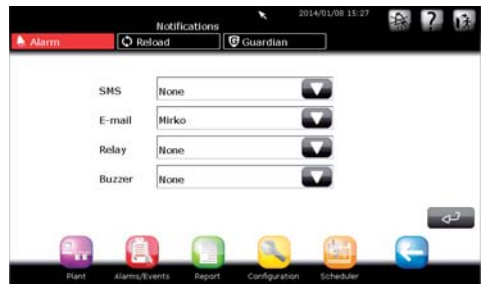 Notifications
2014/01/08 15:27
?
Alarm
Reload
G Guardian
SMS None
E-mail Mirko
Relay None
Buzzer None
Plant Alarms/Events Report Configuration Scheduler